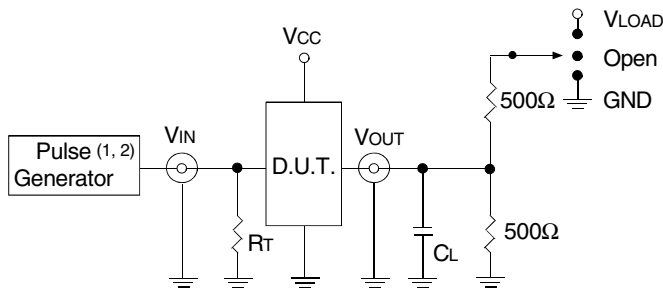 VLOAD
VCC
Open
500Ω
GND
VIN
VOUT
Pulse (1, 2)
Generator
D.U.T.
RT
CL
500Ω